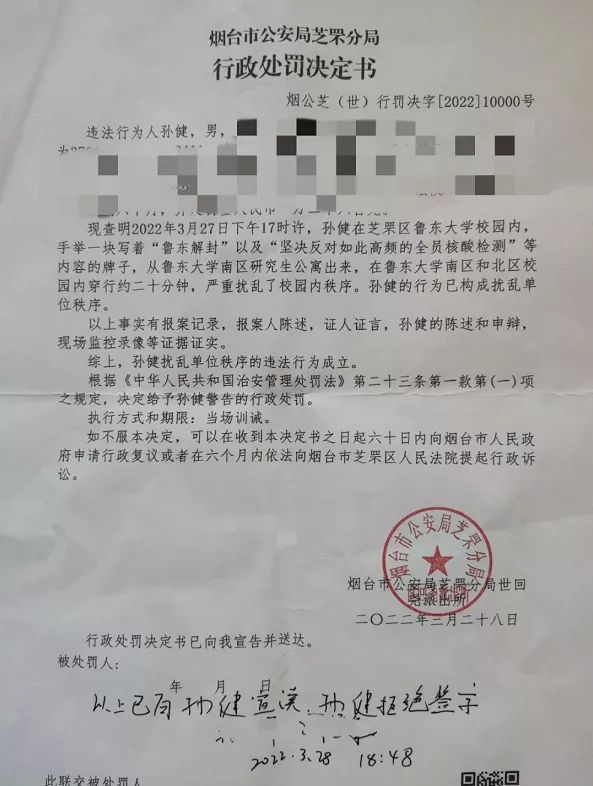 烟台市公安局芝罘分局
行政处罚决定书
烟公芝（世）行罚决字[2022]10000号
违法行为人孙健，男，
现查明2022年3月27日下午17时许，孙健在芝罘区鲁东大学校园内，
手举一块写着“鲁东解封”以及“坚决反对如此高频的全员核酸检测”等
内容的牌子，从鲁东大学南区研究生公寓出来，在鲁东大学南区和北区校
园内穿行约二十分钟，严重扰乱了校园内秩序。孙健的行为已构成扰乱单
位秩序。
以上事实有报案记录，报案人陈述，证人证言，孙健的陈述和申辩，
现场监控录像等证据证实。
综上，孙健扰乱单位秩序的违法行为成立。
根据《中华人民共和国治安管理处罚法》第二十三条第一款第(一)项
之规定，决定给予孙健警告的行政处罚。
执行方式和期限：当场训诫。
如不服本决定，可以在收到本决定书之日起六十日内向烟台市人民政
府申请行政复议或者在六个月内依法向烟台市芝罘区人民法院提起行政诉
讼。
烟台市公安局芝罘分局
烟台市公安局芝罘分局世回
尧派出所
二〇二二年三月二十八日
行政处罚决定书已向我宣告并送达。
被处罚人：
年 月 日
以上已向孙健宣读，孙健拒绝签字
2022.3.28 18:48
此联交被处罚人